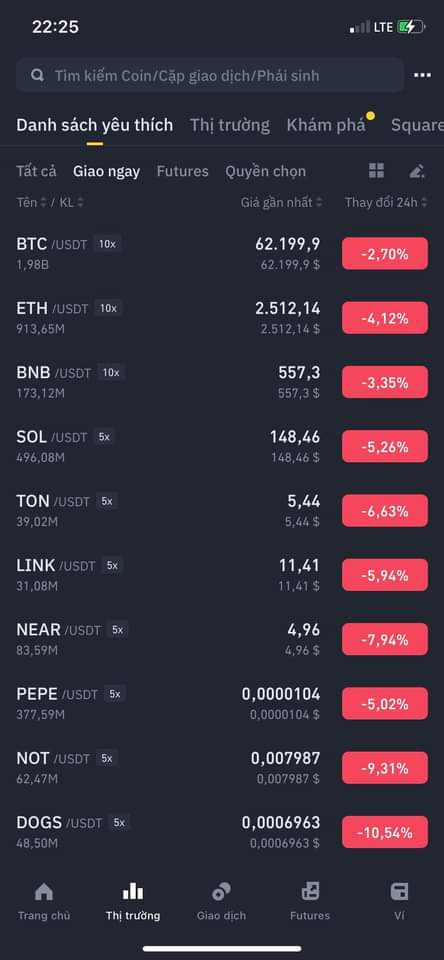 22:25 LTE
Tìm kiếm Coin/Cặp giao dịch/Phái sinh
Danh sách yêu thích Thị trường Khám phá Square
Tất cả Giao ngay Futures Quyền chọn
Tên / KL Giá gần nhất Thay đổi 24h
BTC /USDT 10x 62.199,9 -2,70%
1,98B 62.199,9 $
ETH /USDT 10x 2.512,14 -4,12%
913,65M 2.512,14 $
BNB /USDT 10x 557,3 -3,35%
173,12M 557,3 $
SOL /USDT 5x 148,46 -5,26%
496,08M 148,46 $
TON /USDT 5x 5,44 -6,63%
39,02M 5,44 $
LINK /USDT 5x 11,41 -5,94%
31,08M 11,41 $
NEAR /USDT 5x 4,96 -7,94%
83,59M 4,96 $
PEPE /USDT 5x 0,0000104 -5,02%
377,59M 0,0000104 $
NOT /USDT 5x 0,007987 -9,31%
62,47M 0,007987 $
DOGS /USDT 5x 0,0006963 -10,54%
48,50M 0,0006963 $
Trang chủ Thị trường Giao dịch Futures Ví